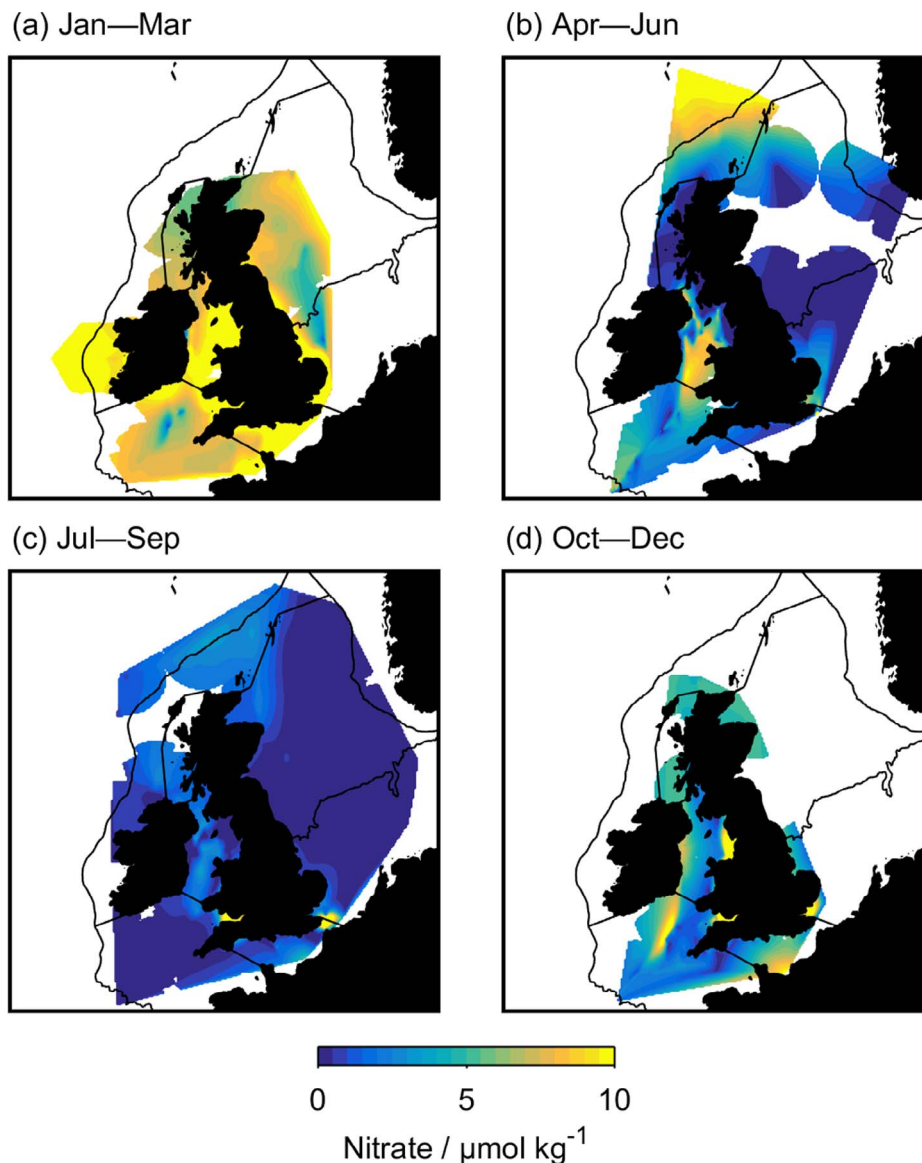 (a) Jan—Mar
(b) Apr—Jun
(c) Jul—Sep
(d) Oct—Dec
0
5
10
Nitrate / µmol kg⁻¹